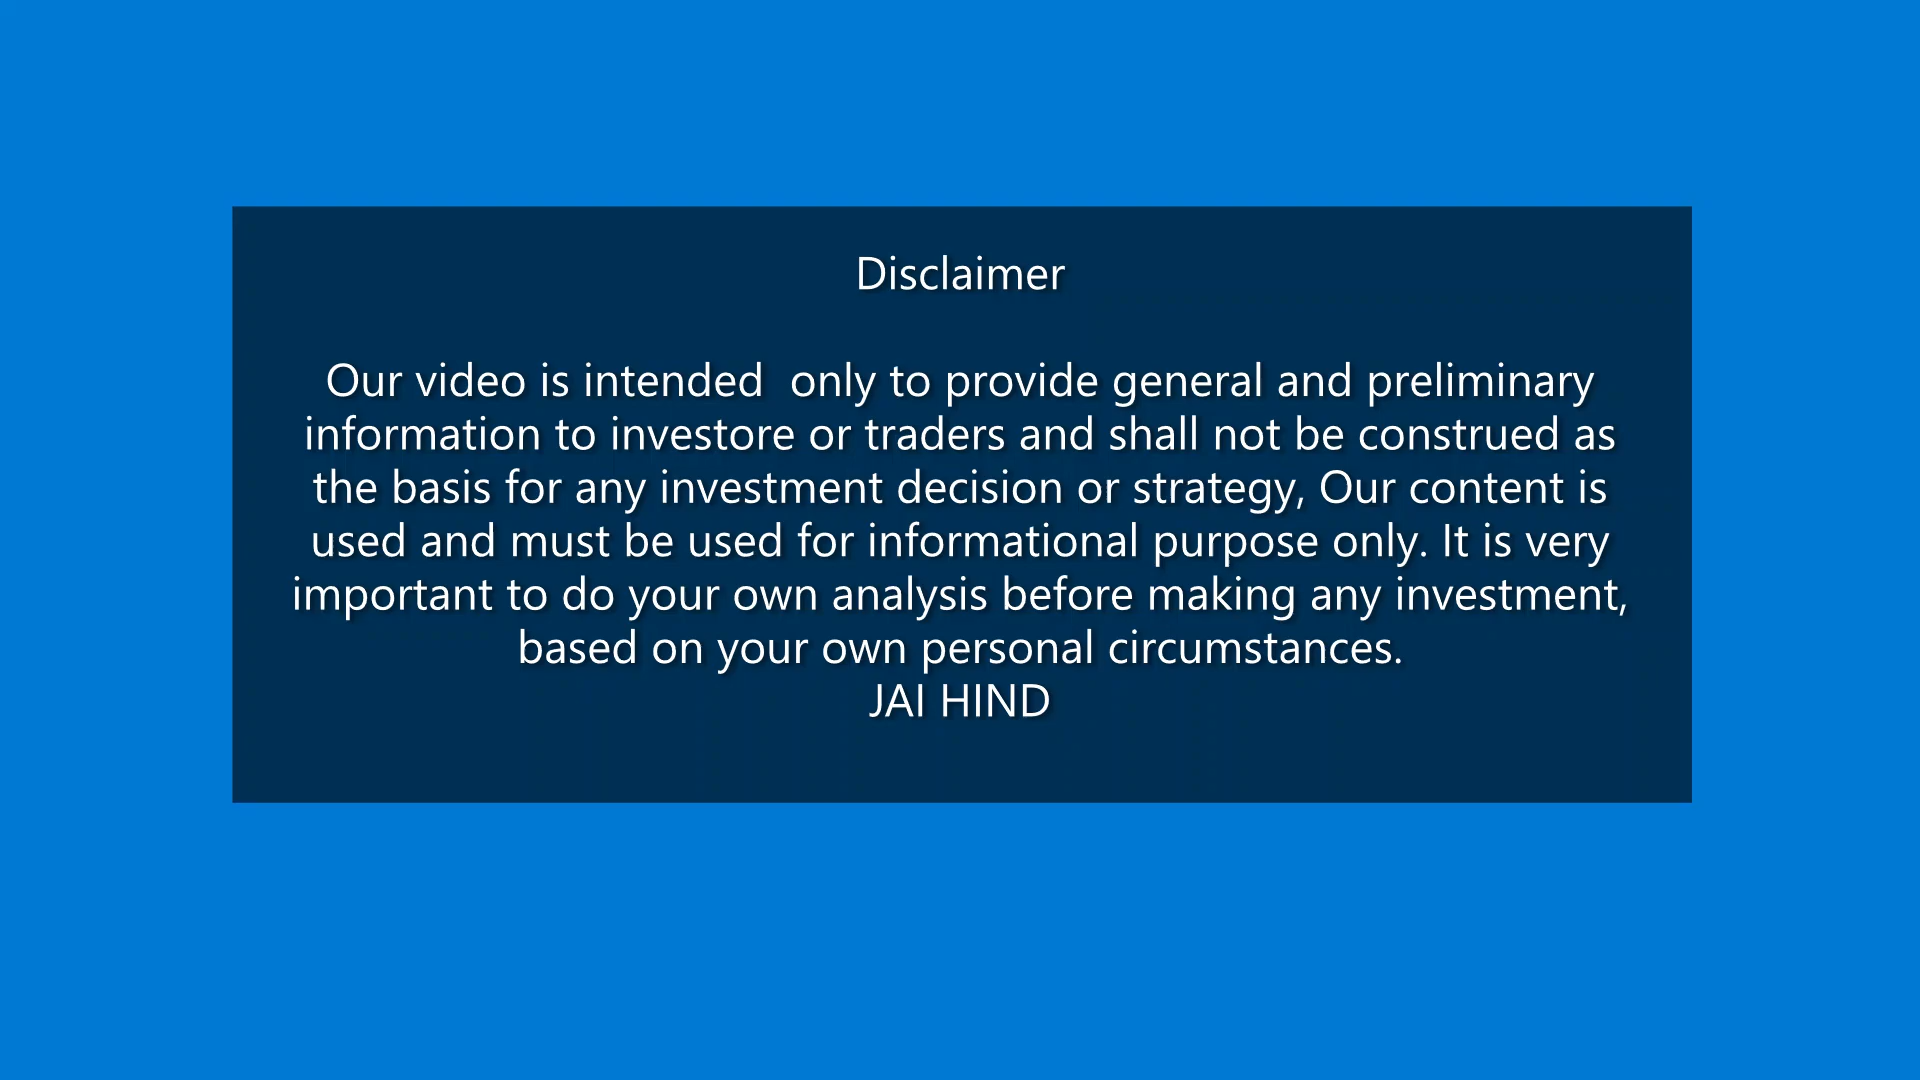 Disclaimer
Our video is intended  only to provide general and preliminary
information to investore or traders and shall not be construed as
the basis for any investment decision or strategy, Our content is
used and must be used for informational purpose only. It is very
important to do your own analysis before making any investment,
based on your own personal circumstances.
JAI HIND